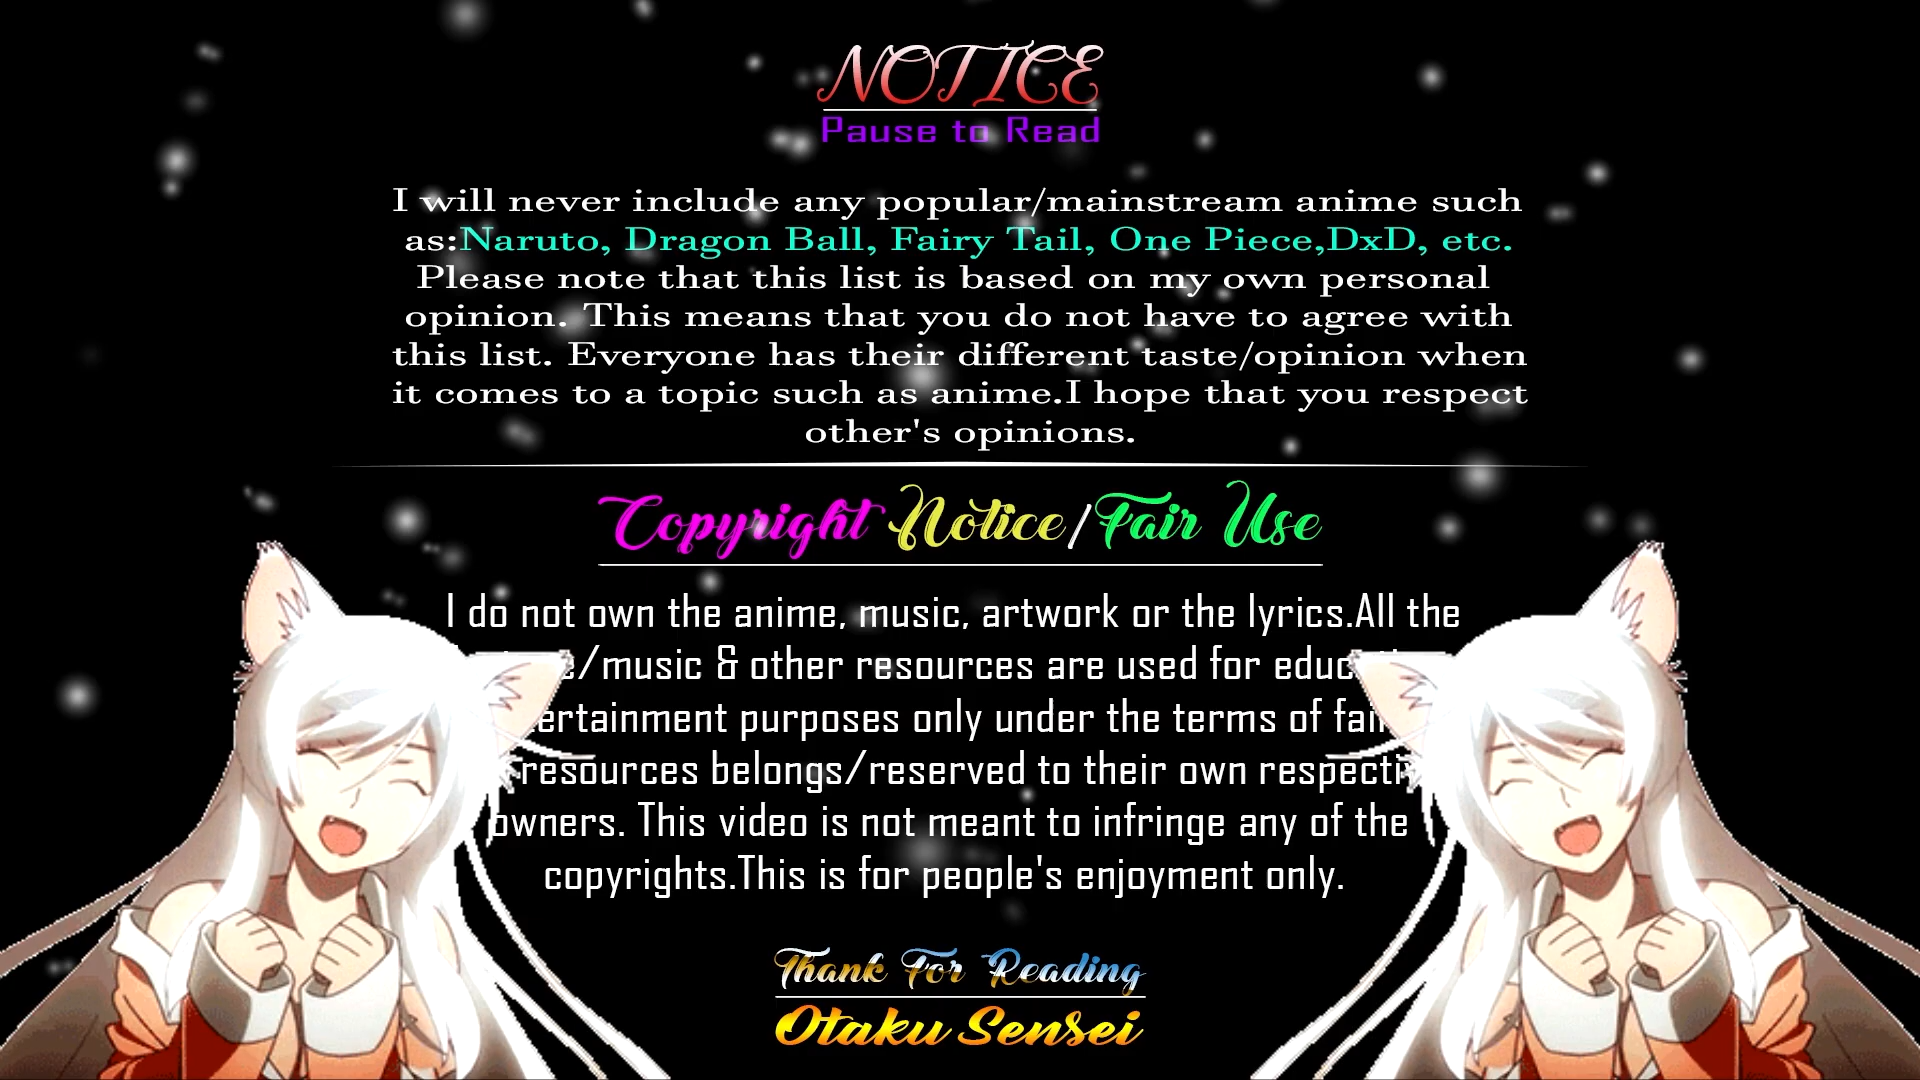 NOTICE
Pause to Read
I will never include any popular/mainstream anime such
as:Naruto, Dragon Ball, Fairy Tail, One Piece,DxD, etc.
Please note that this list is based on my own personal
opinion. This means that you do not have to agree with
this list. Everyone has their different taste/opinion when
it comes to a topic such as anime.I hope that you respect
other's opinions.
Copyright Notice/Fair Use
I do not own the anime, music, artwork or the lyrics.All the
/music & other resources are used for
purposes only under the terms of
resources belongs/reserved to their own
owners. This video is not meant to infringe any of the
copyrights.This is for people's enjoyment only.
Thank For Reading
Otaku Sensei